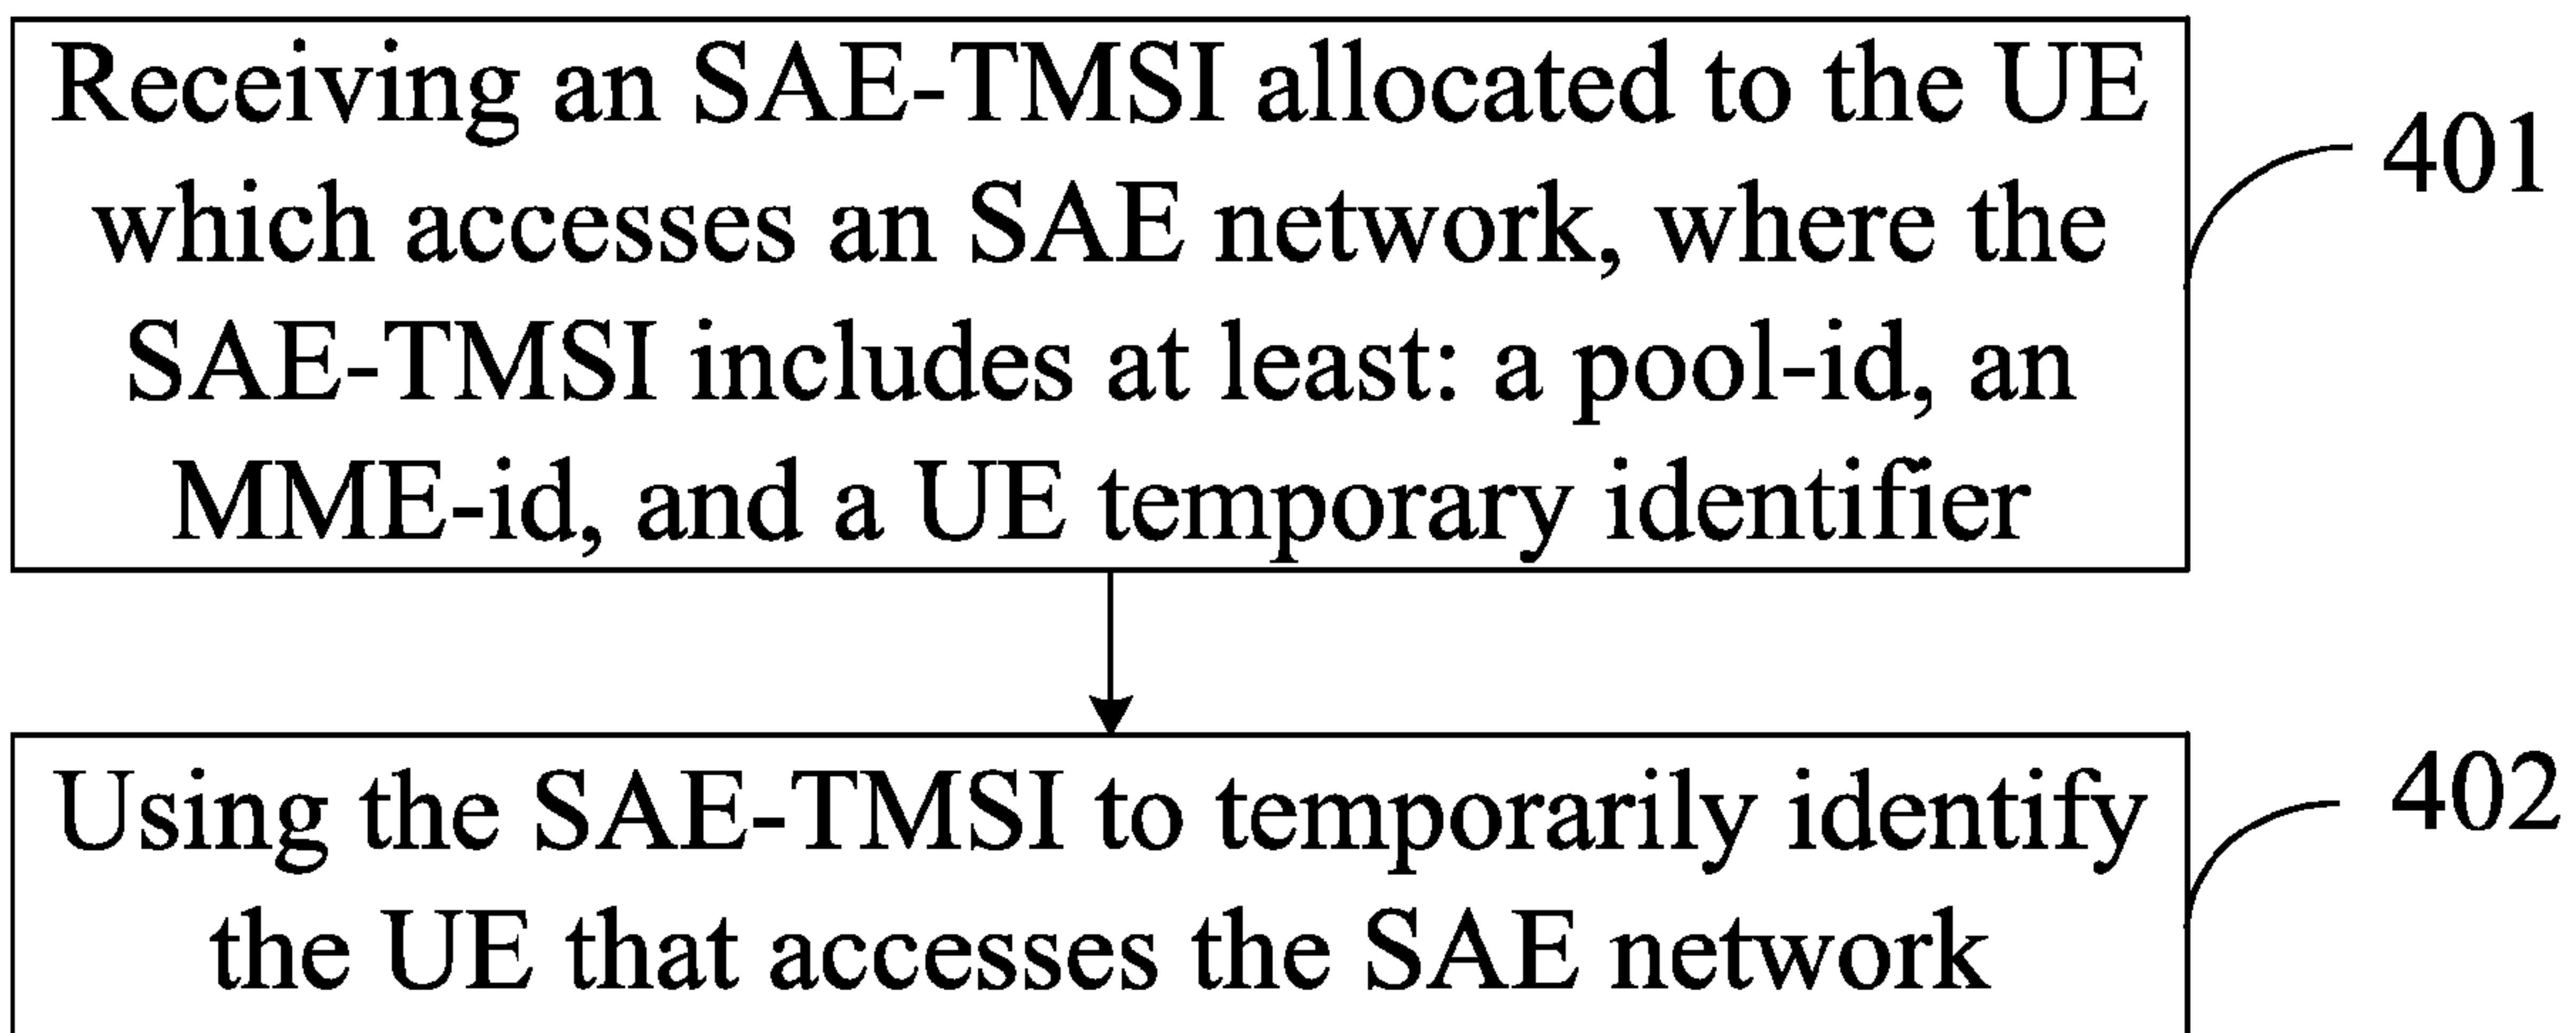 Receiving an SAE-TMSI allocated to the UE
which accesses an SAE network, where the
SAE-TMSI includes at least: a pool-id, an
MME-id, and a UE temporary identifier
401
Using the SAE-TMSI to temporarily identify
the UE that accesses the SAE network
402